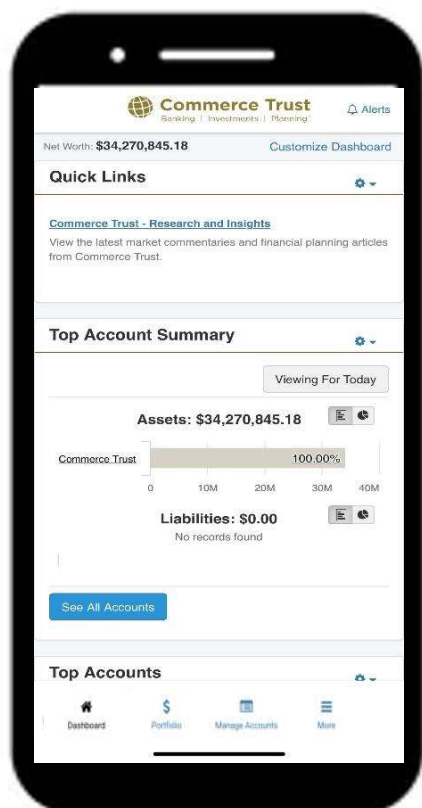 Commerce Trust
Banking | Investments | Planning
Alerts
Net Worth: $34,270,845.18
Customize Dashboard
Quick Links
Commerce Trust - Research and Insights
View the latest market commentaries and financial planning articles
from Commerce Trust.
Top Account Summary
Viewing For Today
Assets: $34,270,845.18
Commerce Trust
100.00%
0 10M 20M 30M 40M
Liabilities: $0.00
No records found
See All Accounts
Top Accounts
Dashboard Portfolio Manage Accounts More